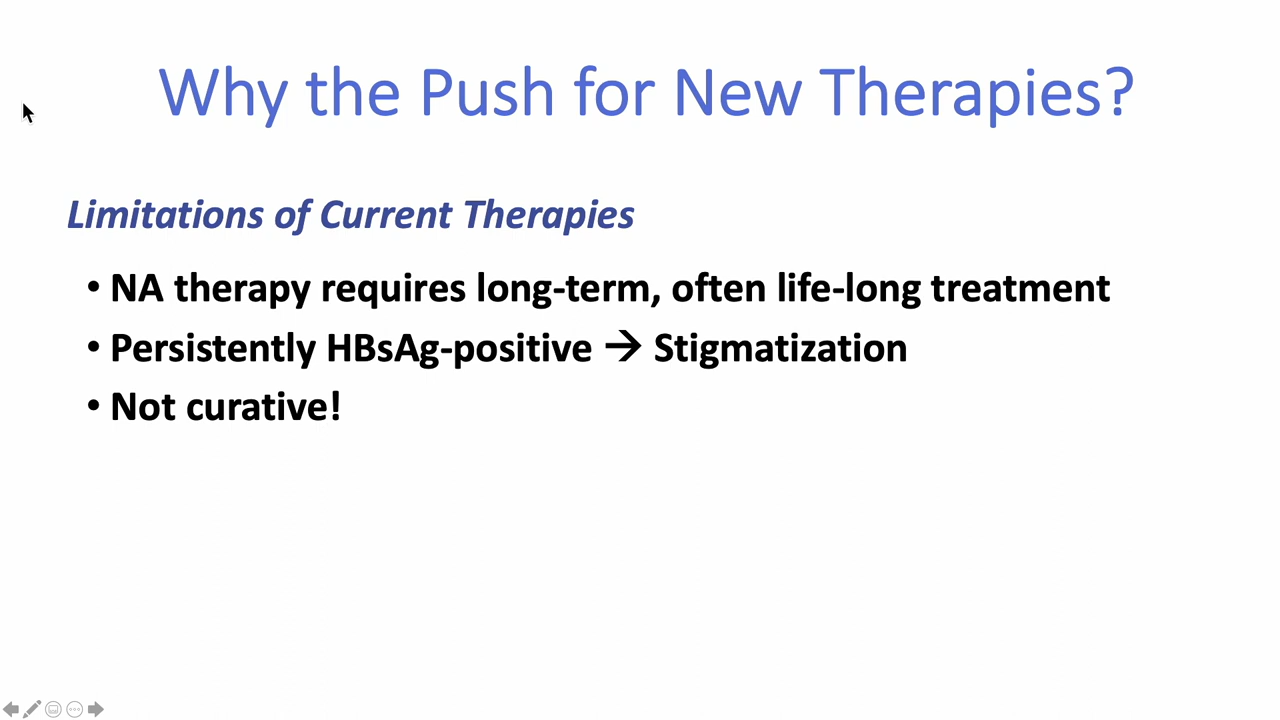 Why the Push for New Therapies?
Limitations of Current Therapies
• NA therapy requires long-term, often life-long treatment
• Persistently HBsAg-positive → Stigmatization
• Not curative!